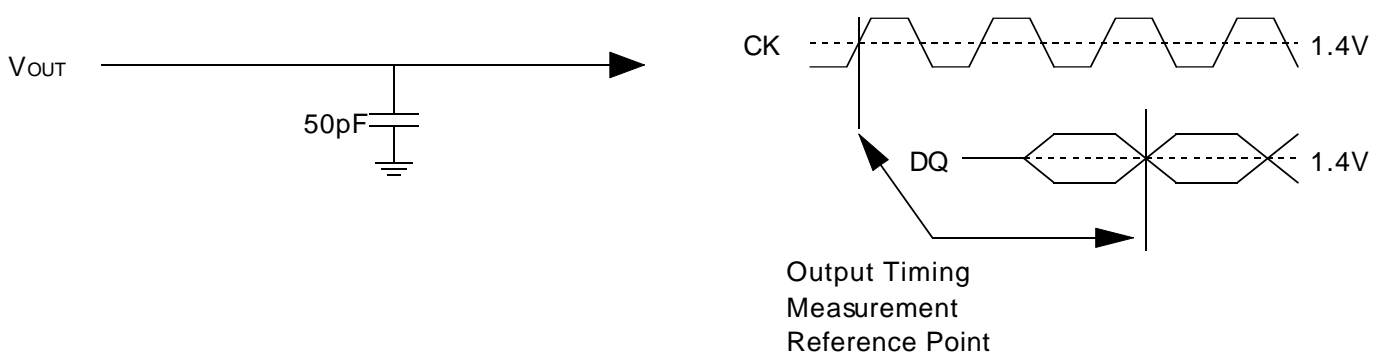 VOUT
50pF
CK
1.4V
DQ
1.4V
Output Timing
Measurement
Reference Point